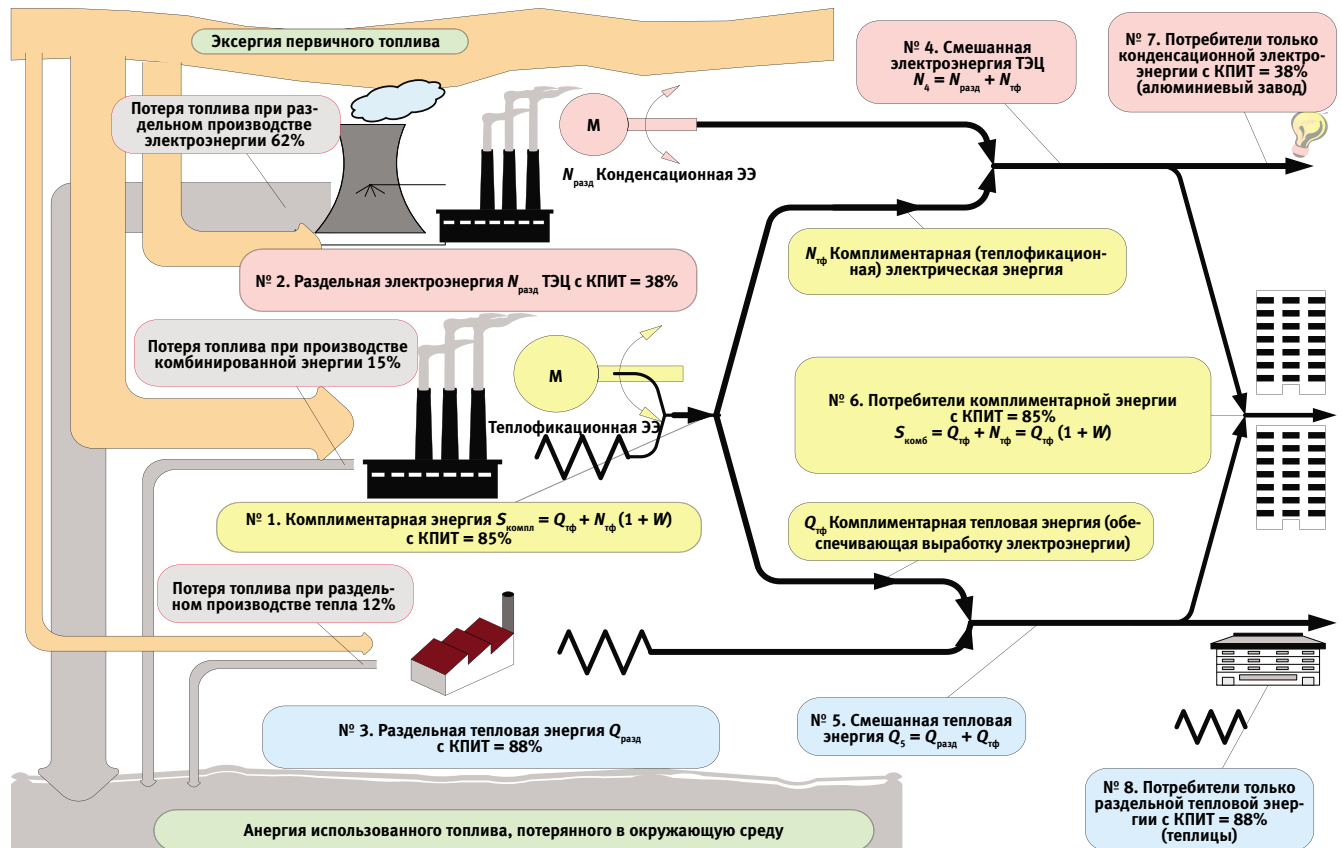 Эксергия первичного топлива
№ 4. Смешанная
электроэнергия ТЭЦ
N₄ = Nразд + Nтф
№ 7. Потребители только
конденсационной электро-
энергии с КПИТ = 38%
(алюминиевый завод)
Потеря топлива при раз-
дельном производстве
электроэнергии 62%
М
Nразд Конденсационная ЭЭ
Nтф Комплиментарная (теплофикацион-
ная) электрическая энергия
№ 2. Раздельная электроэнергия Nразд ТЭЦ с КПИТ = 38%
Потеря топлива при производстве
комбинированной энергии 15%
М
Теплофикационная ЭЭ
№ 6. Потребители комплиментарной энергии
с КПИТ = 85%
Sкомб = Qтф + Nтф = Qтф (1 + W)
№ 1. Комплиментарная энергия Sкомпл = Qтф + Nтф (1 + W)
с КПИТ = 85%
Qтф Комплиментарная тепловая энергия (обе-
спечивающая выработку электроэнергии)
Потеря топлива при раздель-
ном производстве тепла 12%
№ 3. Раздельная тепловая энергия Qразд
с КПИТ = 88%
№ 5. Смешанная тепловая
энергия Q₅ = Qразд + Qтф
№ 8. Потребители только
раздельной тепловой энер-
гии с КПИТ = 88%
(теплицы)
Анергия использованного топлива, потерянного в окружающую среду